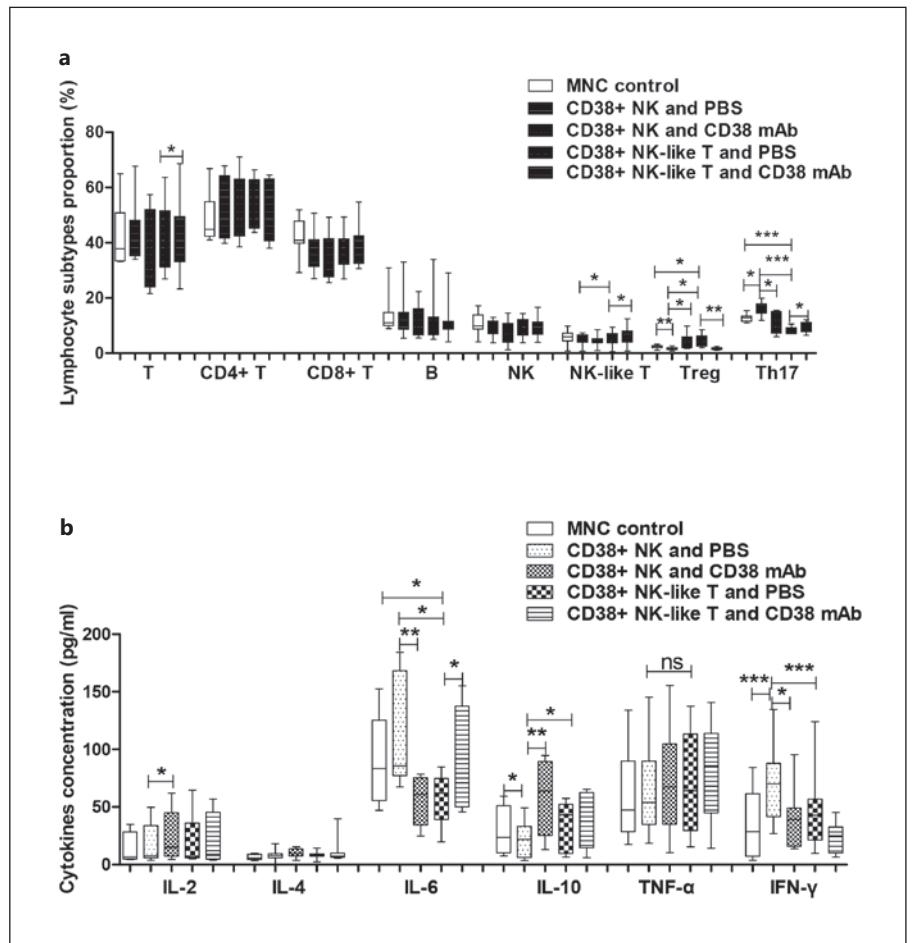 a
MNC control
CD38+ NK and PBS
CD38+ NK and CD38 mAb
CD38+ NK-like T and PBS
CD38+ NK-like T and CD38 mAb
Lymphocyte subtypes proportion (%)
80
60
40
20
0
*
* *
* * * ** **
*** *** * * *
T CD4+ T CD8+ T B NK NK-like T Treg Th17
b
MNC control
CD38+ NK and PBS
CD38+ NK and CD38 mAb
CD38+ NK-like T and PBS
CD38+ NK-like T and CD38 mAb
Cytokines concentration (pg/ml)
200
150
100
50
0
*
* * ** *
* ** *
ns
*** * ***
IL-2 IL-4 IL-6 IL-10 TNF-α IFN-γ